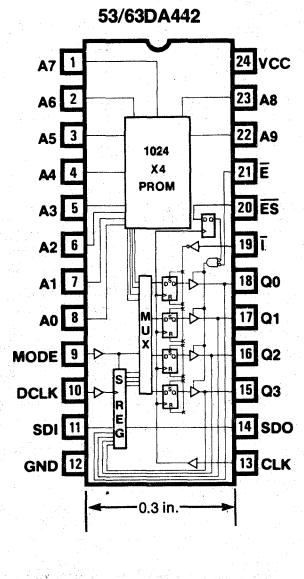 53/63DA442
A7 1 24 VCC
A6 2 23 A8
A5 3 22 A9
A4 4 21 E̅
A3 5 20 E̅S̅
A2 6 19 I̅
A1 7 18 Q0
A0 8 17 Q1
MODE 9 16 Q2
DCLK 10 15 Q3
SDI 11 14 SDO
GND 12 13 CLK
1024
X4
PROM
MUX
S REG
0.3 in.